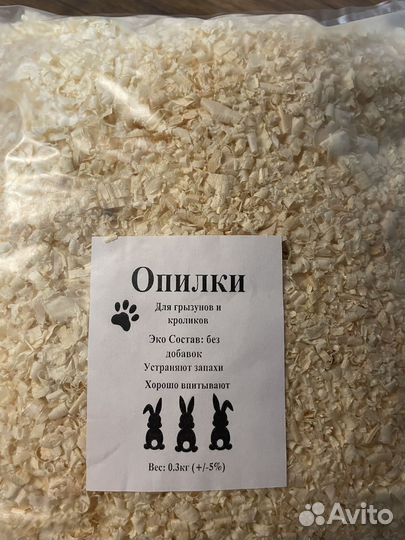 Опилки
Для грызунов и
кроликов
Эко Состав: без
добавок
Устраняют запахи
Хорошо впитывают
Вес: 0.3кг (+/-5%)
Avito